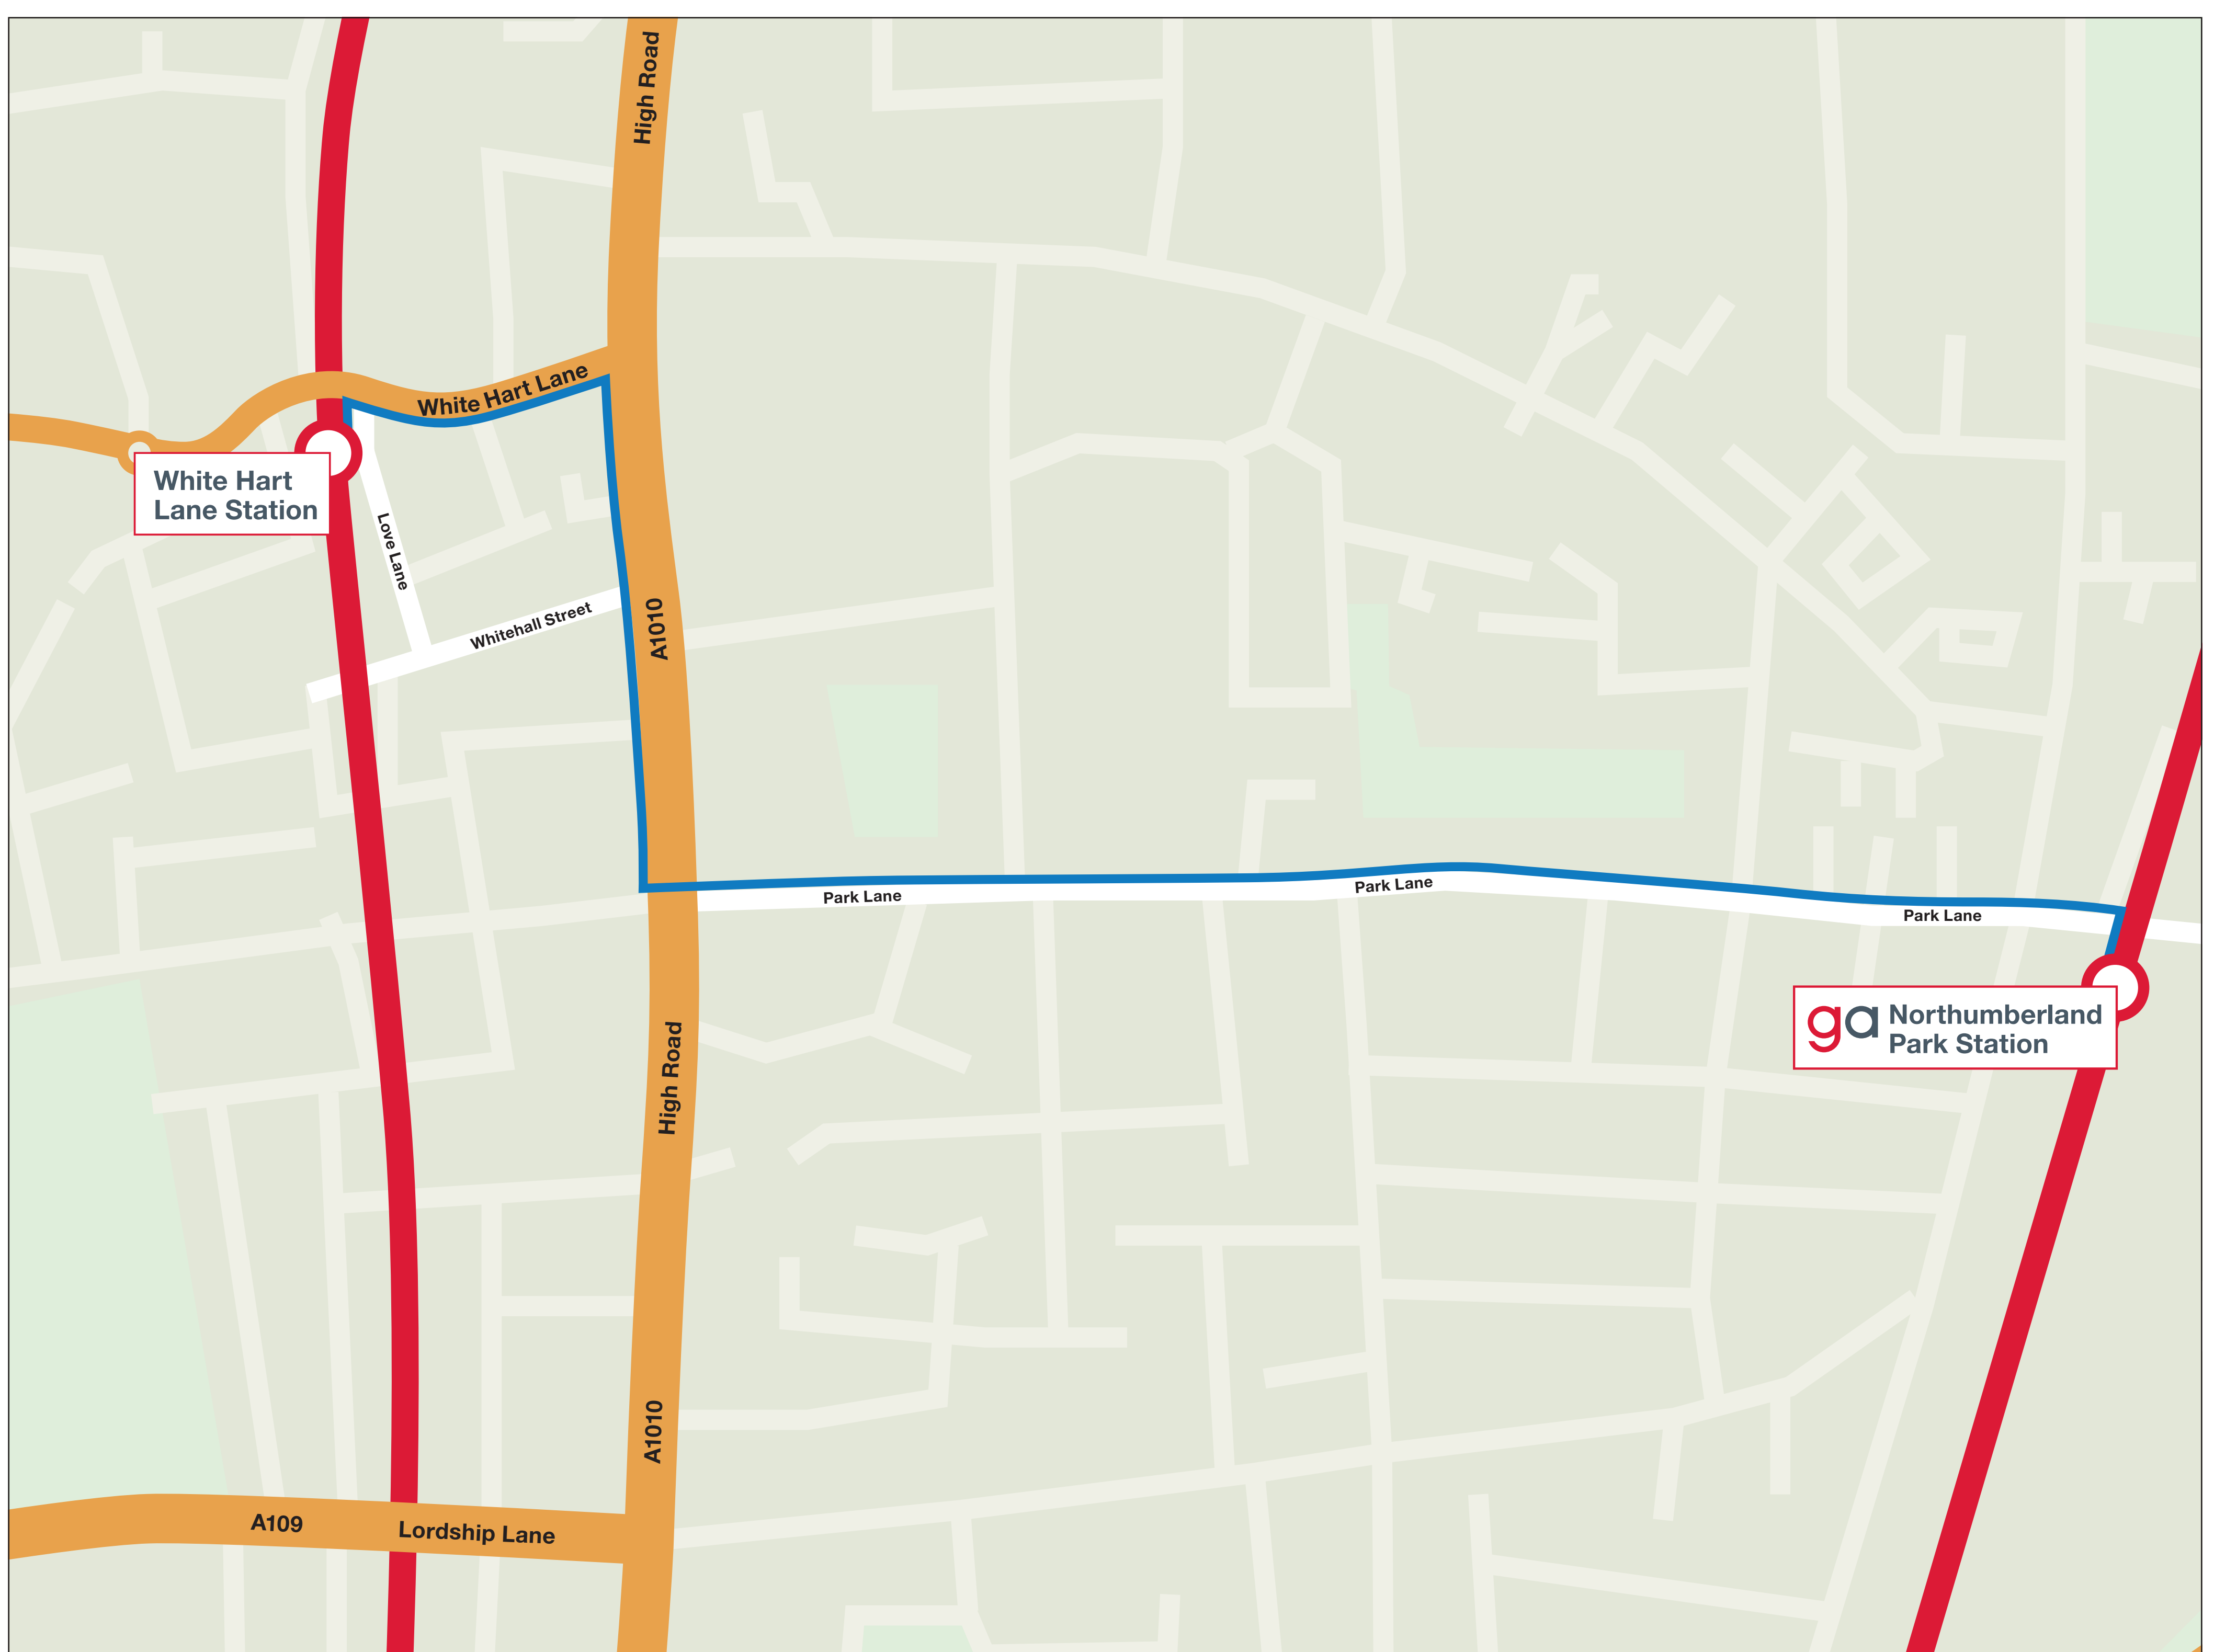 High Road
White Hart Lane
White Hart
Lane Station
Love Lane
Whitehall Street
A1010
Park Lane
Park Lane
Park Lane
ga
Northumberland
Park Station
High Road
A1010
A109
Lordship Lane